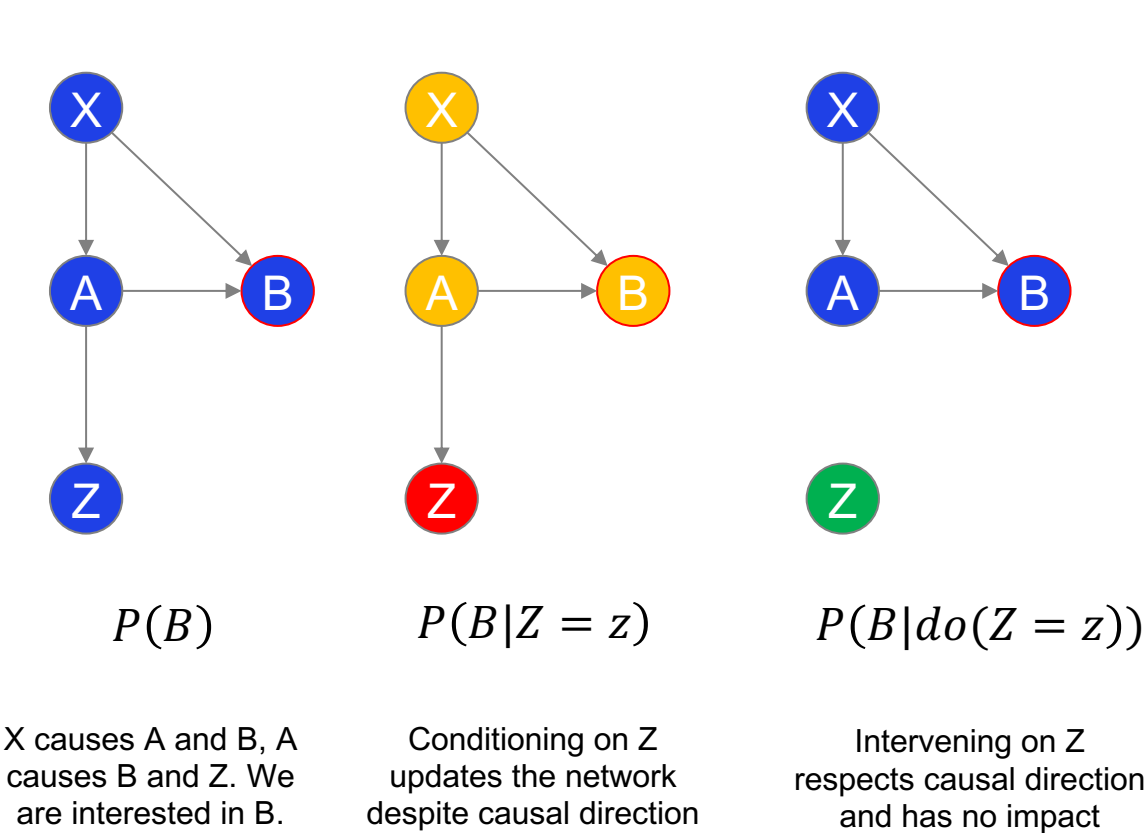 X
A
B
Z
P(B)
X causes A and B, A
causes B and Z. We
are interested in B.
X
A
B
Z
P(B|Z = z)
Conditioning on Z
updates the network
despite causal direction
X
A
B
Z
P(B|do(Z = z))
Intervening on Z
respects causal direction
and has no impact